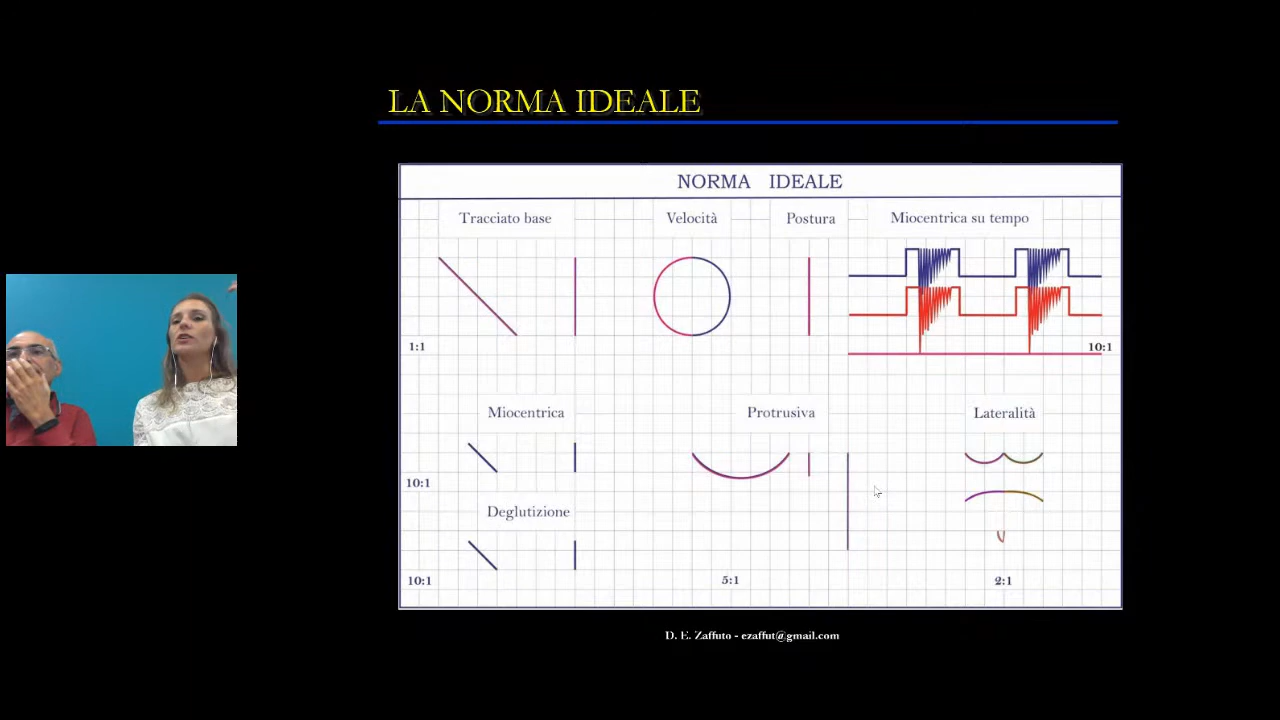 LA NORMA IDEALE
NORMA IDEALE
Tracciato base
Velocità
Postura
Miocentrica su tempo
1:1
10:1
Miocentrica
Protrusiva
Lateralità
10:1
Deglutizione
10:1
5:1
2:1
D. E. Zaffuto - ezaffut@gmail.com